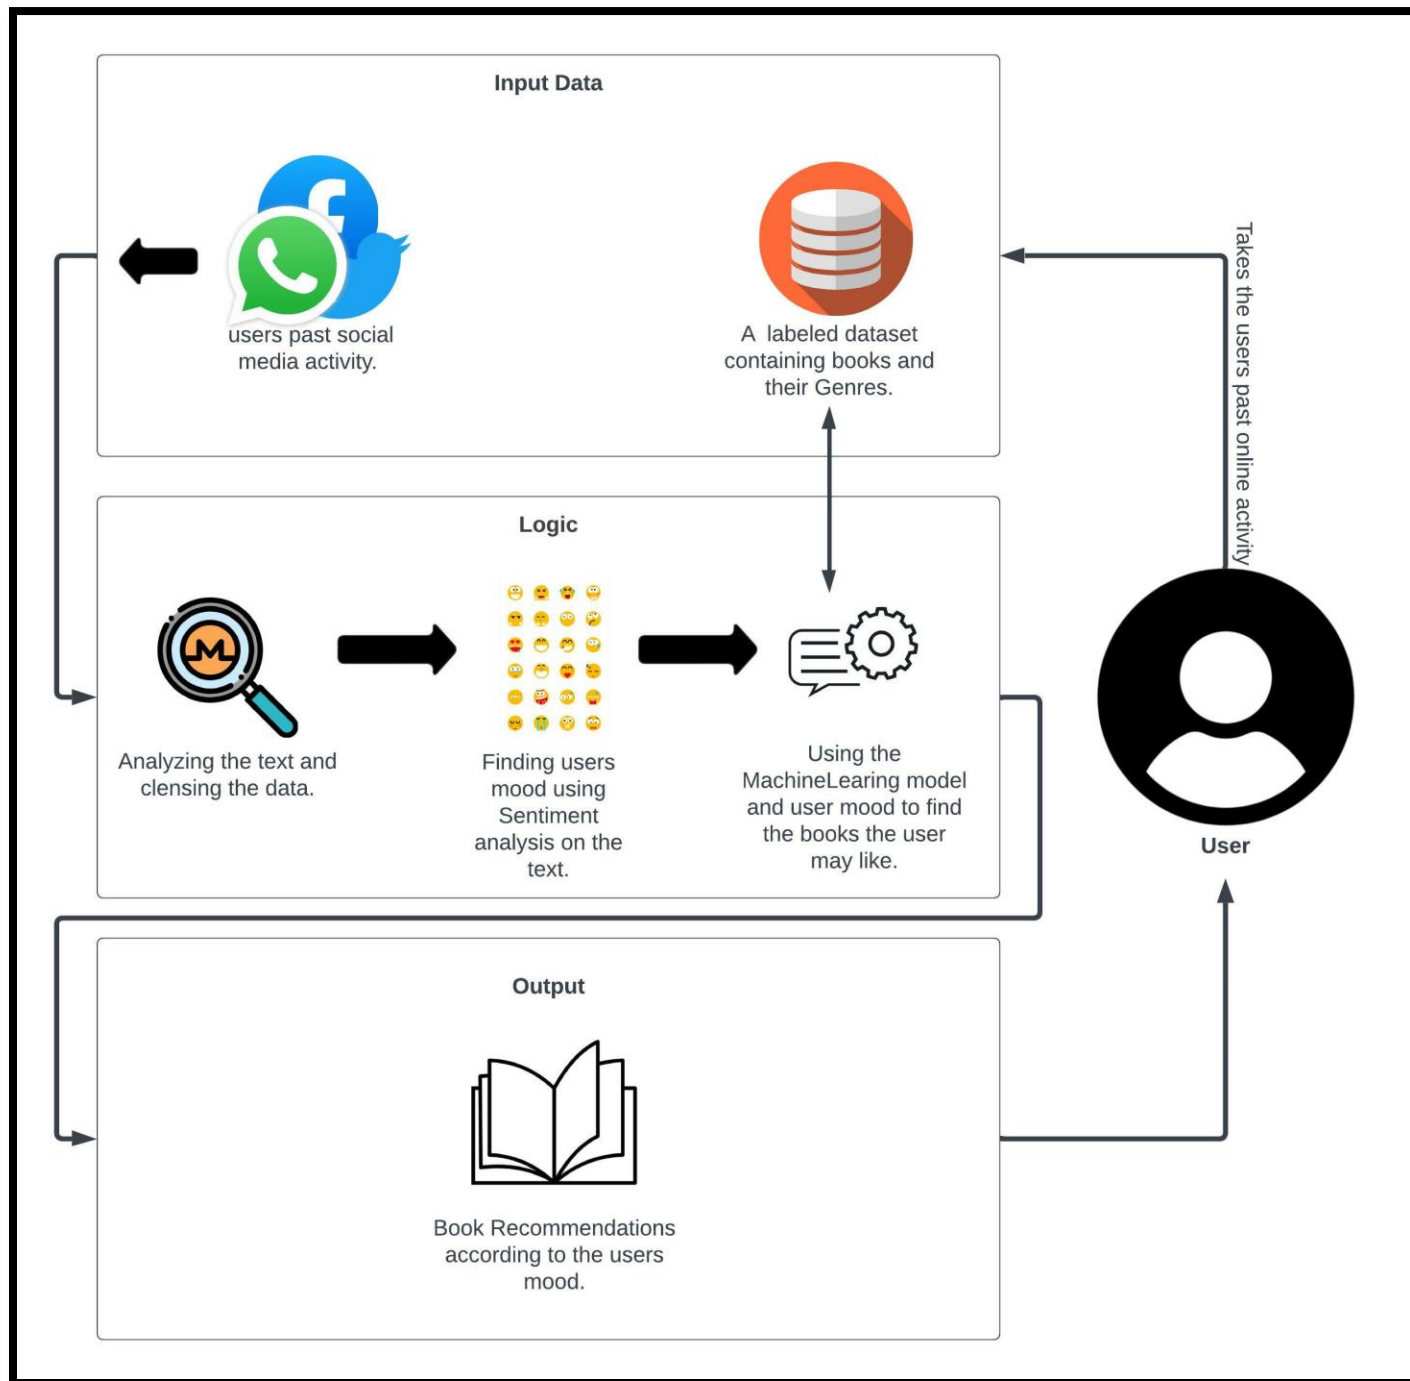 Input Data
users past social
media activity.
A labeled dataset
containing books and
their Genres.
Takes the users past online activity
Logic
Analyzing the text and
clensing the data.
Finding users
mood using
Sentiment
analysis on the
text.
Using the
MachineLearing model
and user mood to find
the books the user
may like.
User
Output
Book Recommendations
according to the users
mood.